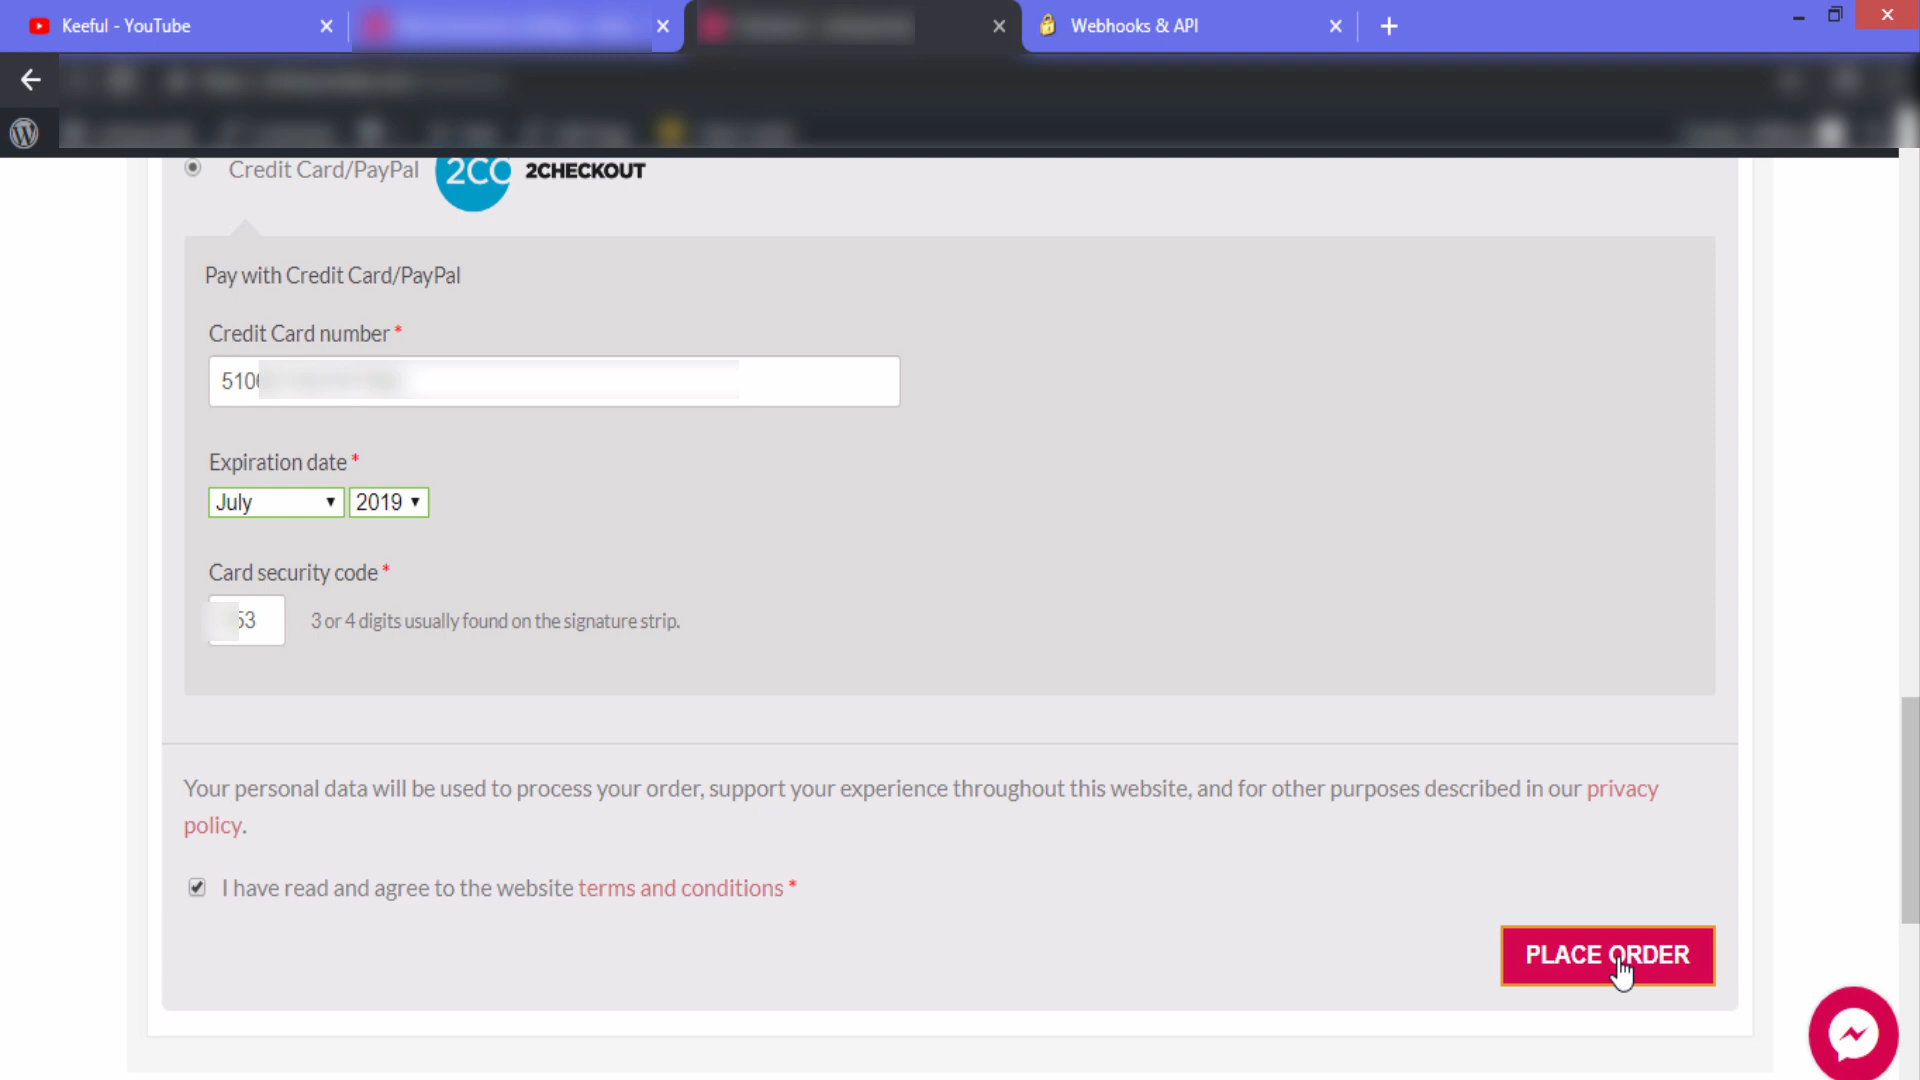 Keeful - YouTube
Webhooks & API
Credit Card/PayPal 2CO 2CHECKOUT
Pay with Credit Card/PayPal
Credit Card number *
510
Expiration date *
July 2019
Card security code *
53 3 or 4 digits usually found on the signature strip.
Your personal data will be used to process your order, support your experience throughout this website, and for other purposes described in our privacy
policy.
I have read and agree to the website terms and conditions *
PLACE ORDER